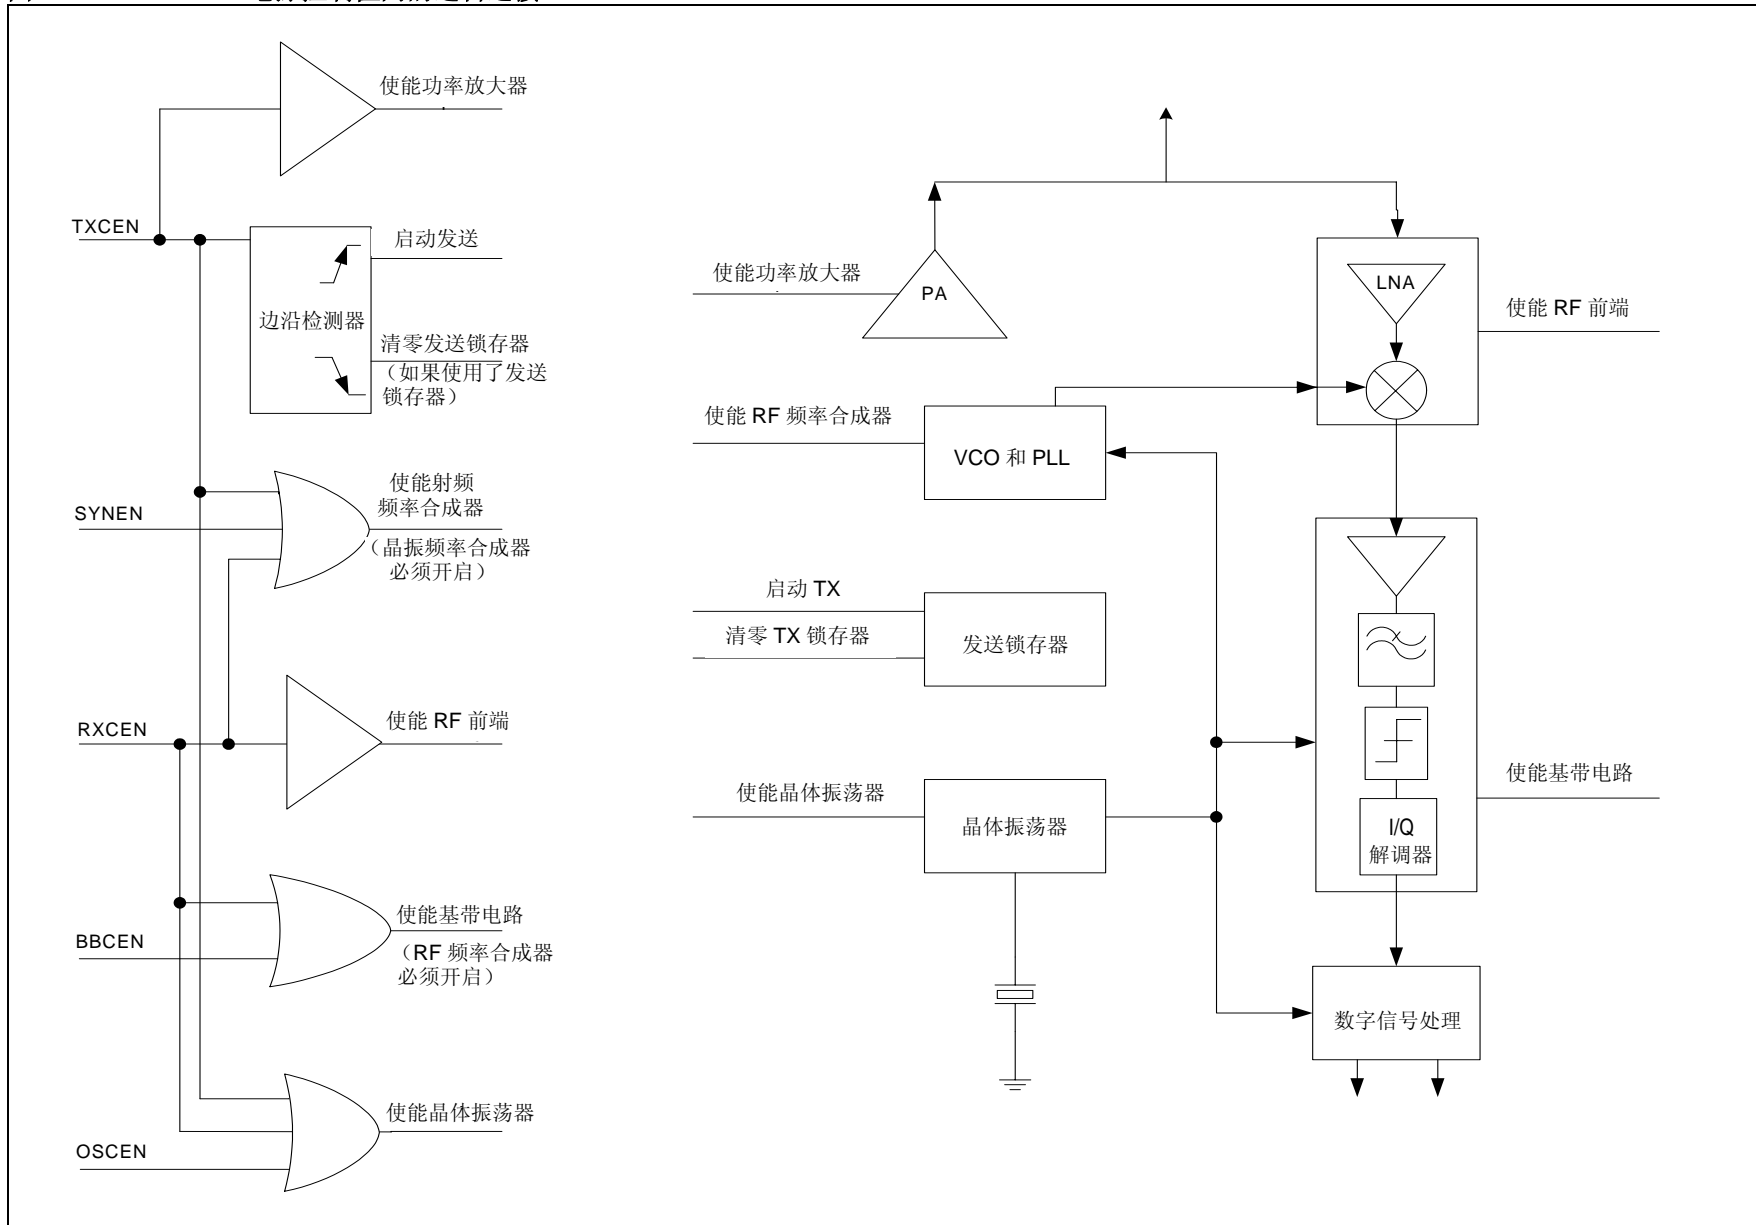 使能功率放大器
TXCEN
启动发送
边沿检测器
清零发送锁存器
（如果使用了发送
锁存器）
使能射频
频率合成器
SYNEN
（晶振频率合成器
必须开启）
RXCEN
使能 RF 前端
使能基带电路
BBCEN
（RF 频率合成器
必须开启）
使能晶体振荡器
OSCEN
使能功率放大器
PA
LNA
使能 RF 前端
使能 RF 频率合成器
VCO 和 PLL
启动 TX
清零 TX 锁存器
发送锁存器
使能晶体振荡器
晶体振荡器
使能基带电路
I/Q
解调器
数字信号处理